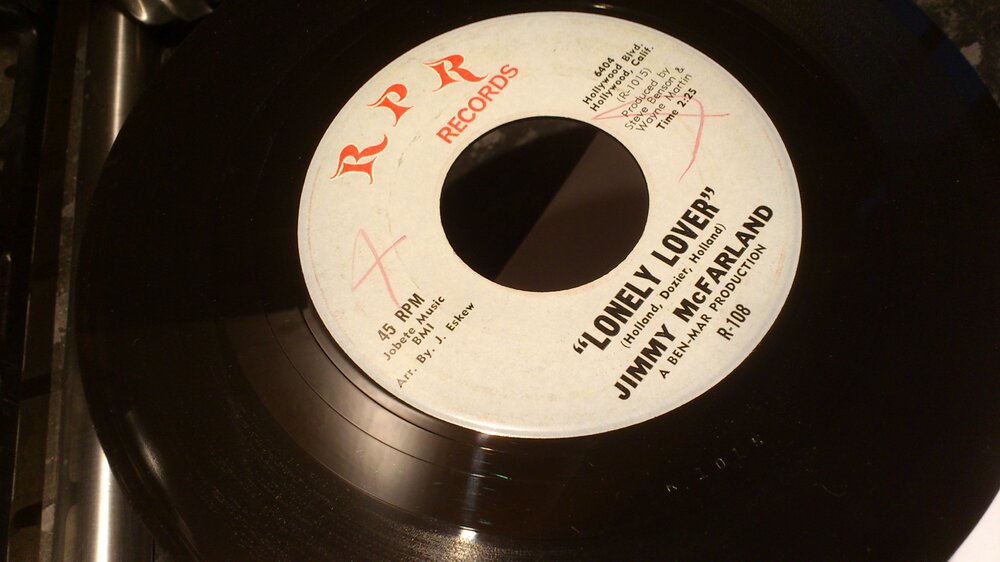 RPR
RECORDS
6404
Hollywood Blvd.
Hollywood, Calif.
(R-1015)
Produced by
Steve Benson &
Wayne Martin
Time 2:25
45 RPM
Jobete Music
BMI
Arr. By. J. Eskew
"LONELY LOVER"
(Holland, Dozier, Holland)
JIMMY McFARLAND
A BEN-MAR PRODUCTION
R-108